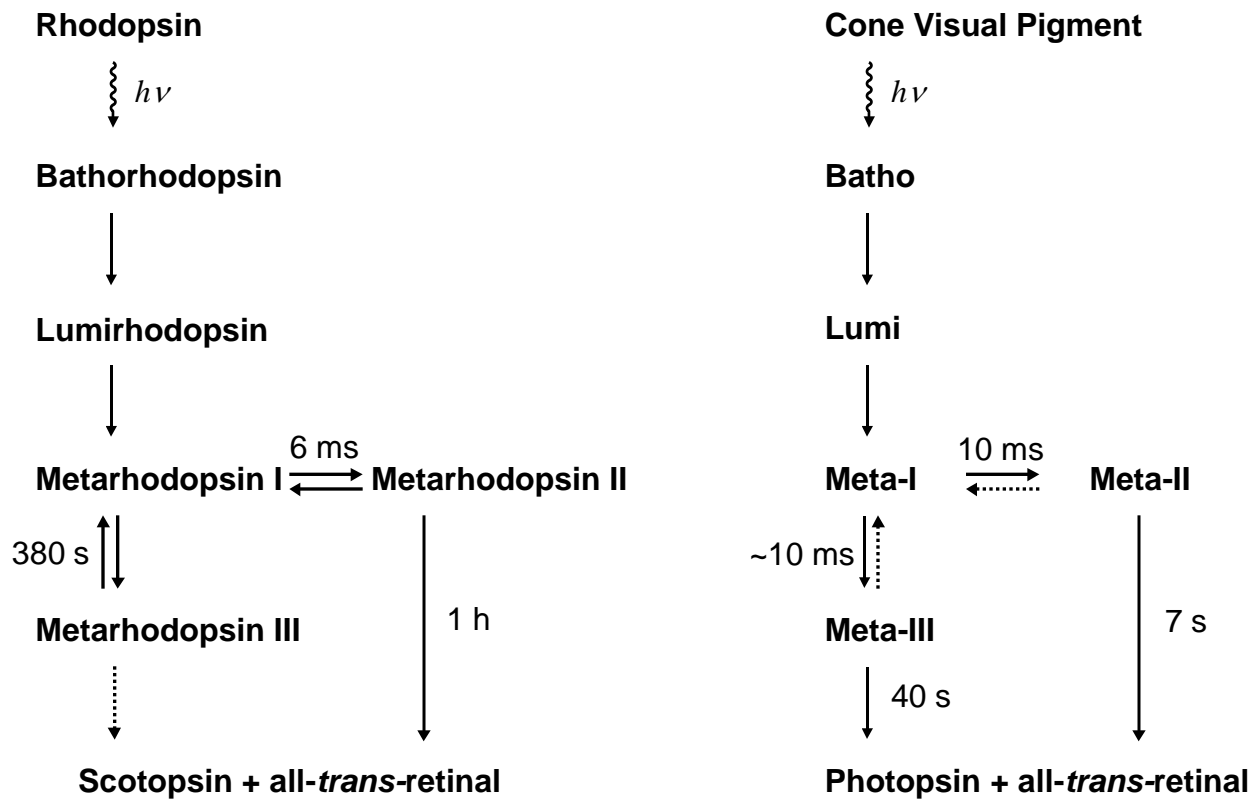 Rhodopsin
hν
Bathorhodopsin
Lumirhodopsin
6 ms
Metarhodopsin I
Metarhodopsin II
380 s
Metarhodopsin III
1 h
Scotopsin + all-trans-retinal
Cone Visual Pigment
hν
Batho
Lumi
10 ms
Meta-I
Meta-II
~10 ms
Meta-III
7 s
40 s
Photopsin + all-trans-retinal